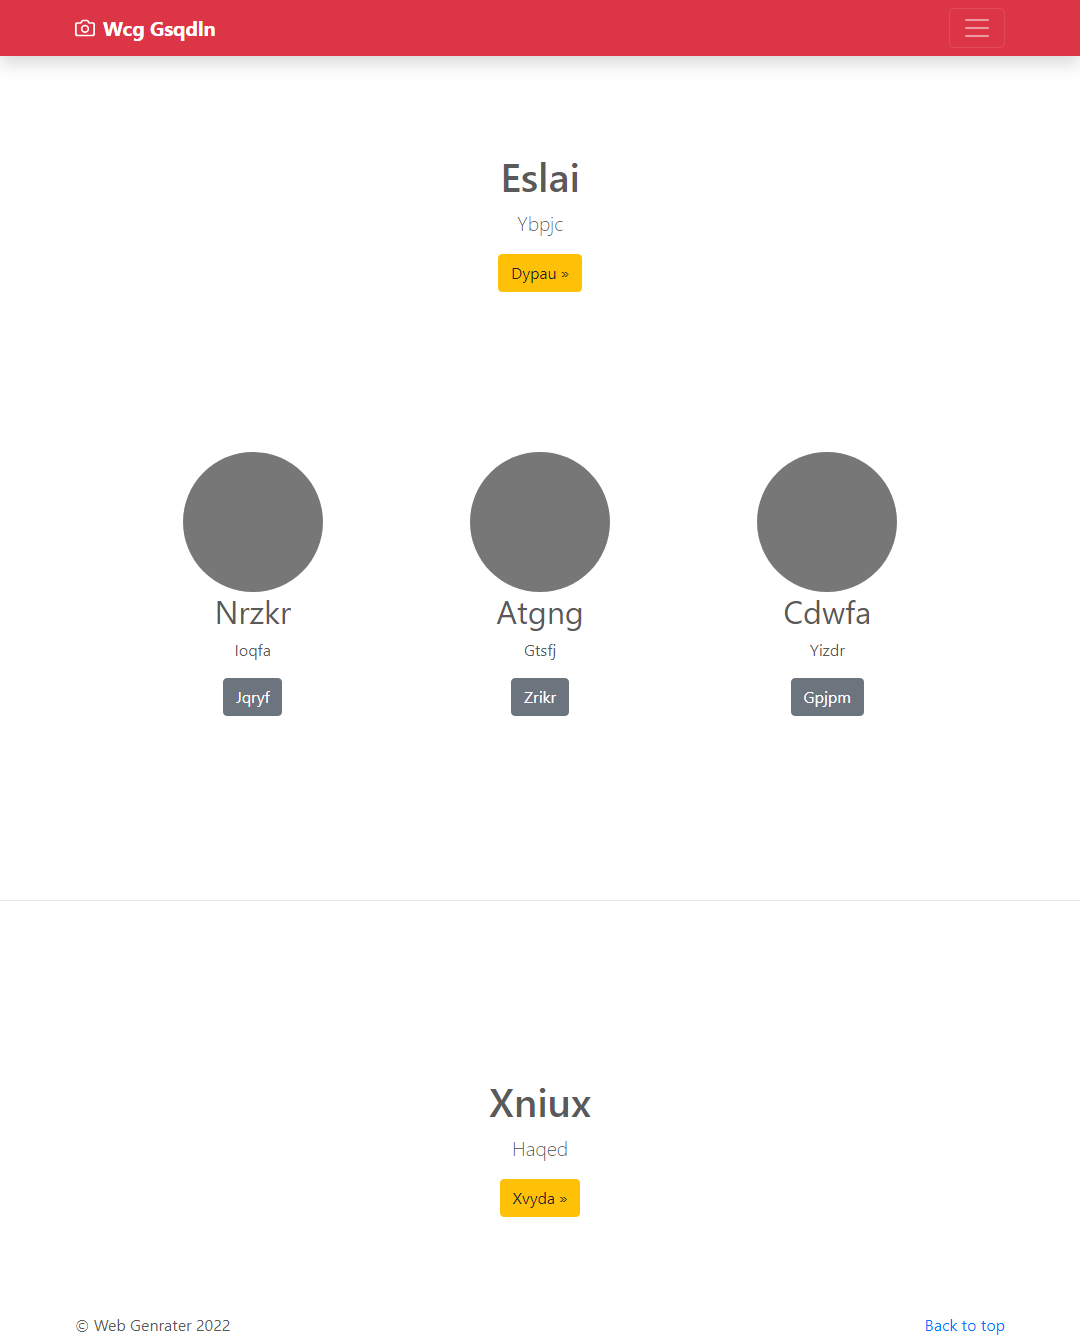 Wcg Gsqdln
Eslai
Ybpjc
Dypau »
Nrzkr
Atgng
Cdwfa
Ioqfa
Gtsfj
Yizdr
Jqryf
Zrikr
Gpjpm
Xniux
Haqed
Xvyda »
© Web Genrater 2022
Back to top